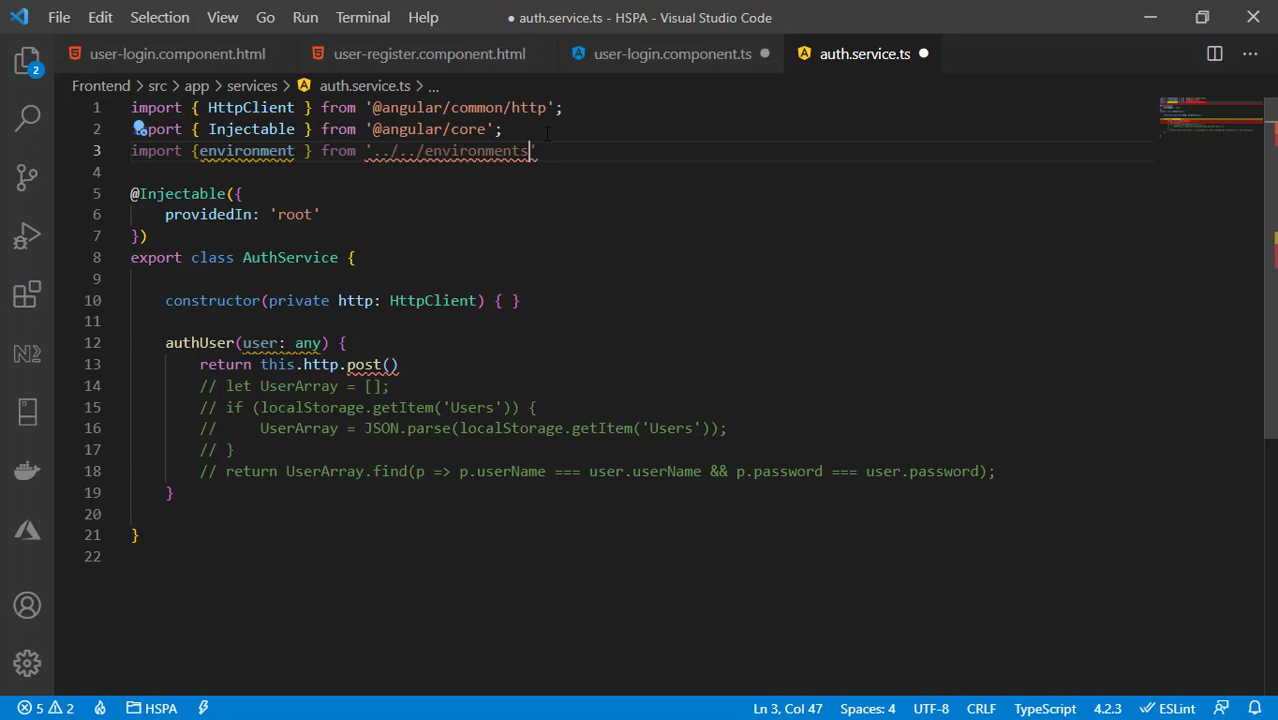 File Edit Selection View Go Run Terminal Help ● auth.service.ts - HSPA - Visual Studio Code
user-login.component.html user-register.component.html user-login.component.ts auth.service.ts
2
Frontend > src > app > services > auth.service.ts > ...
1 import { HttpClient } from '@angular/common/http';
2 import { Injectable } from '@angular/core';
3 import {environment } from '../../environments'
4
5 @Injectable({
6 providedIn: 'root'
7 })
8 export class AuthService {
9
10 constructor(private http: HttpClient) { }
11
12 authUser(user: any) {
13 return this.http.post()
14 // let UserArray = [];
15 // if (localStorage.getItem('Users')) {
16 // UserArray = JSON.parse(localStorage.getItem('Users'));
17 // }
18 // return UserArray.find(p => p.userName === user.userName && p.password === user.password);
19 }
20
21 }
22
5 2 HSPA Ln 3, Col 47 Spaces: 4 UTF-8 CRLF TypeScript 4.2.3 ESLint